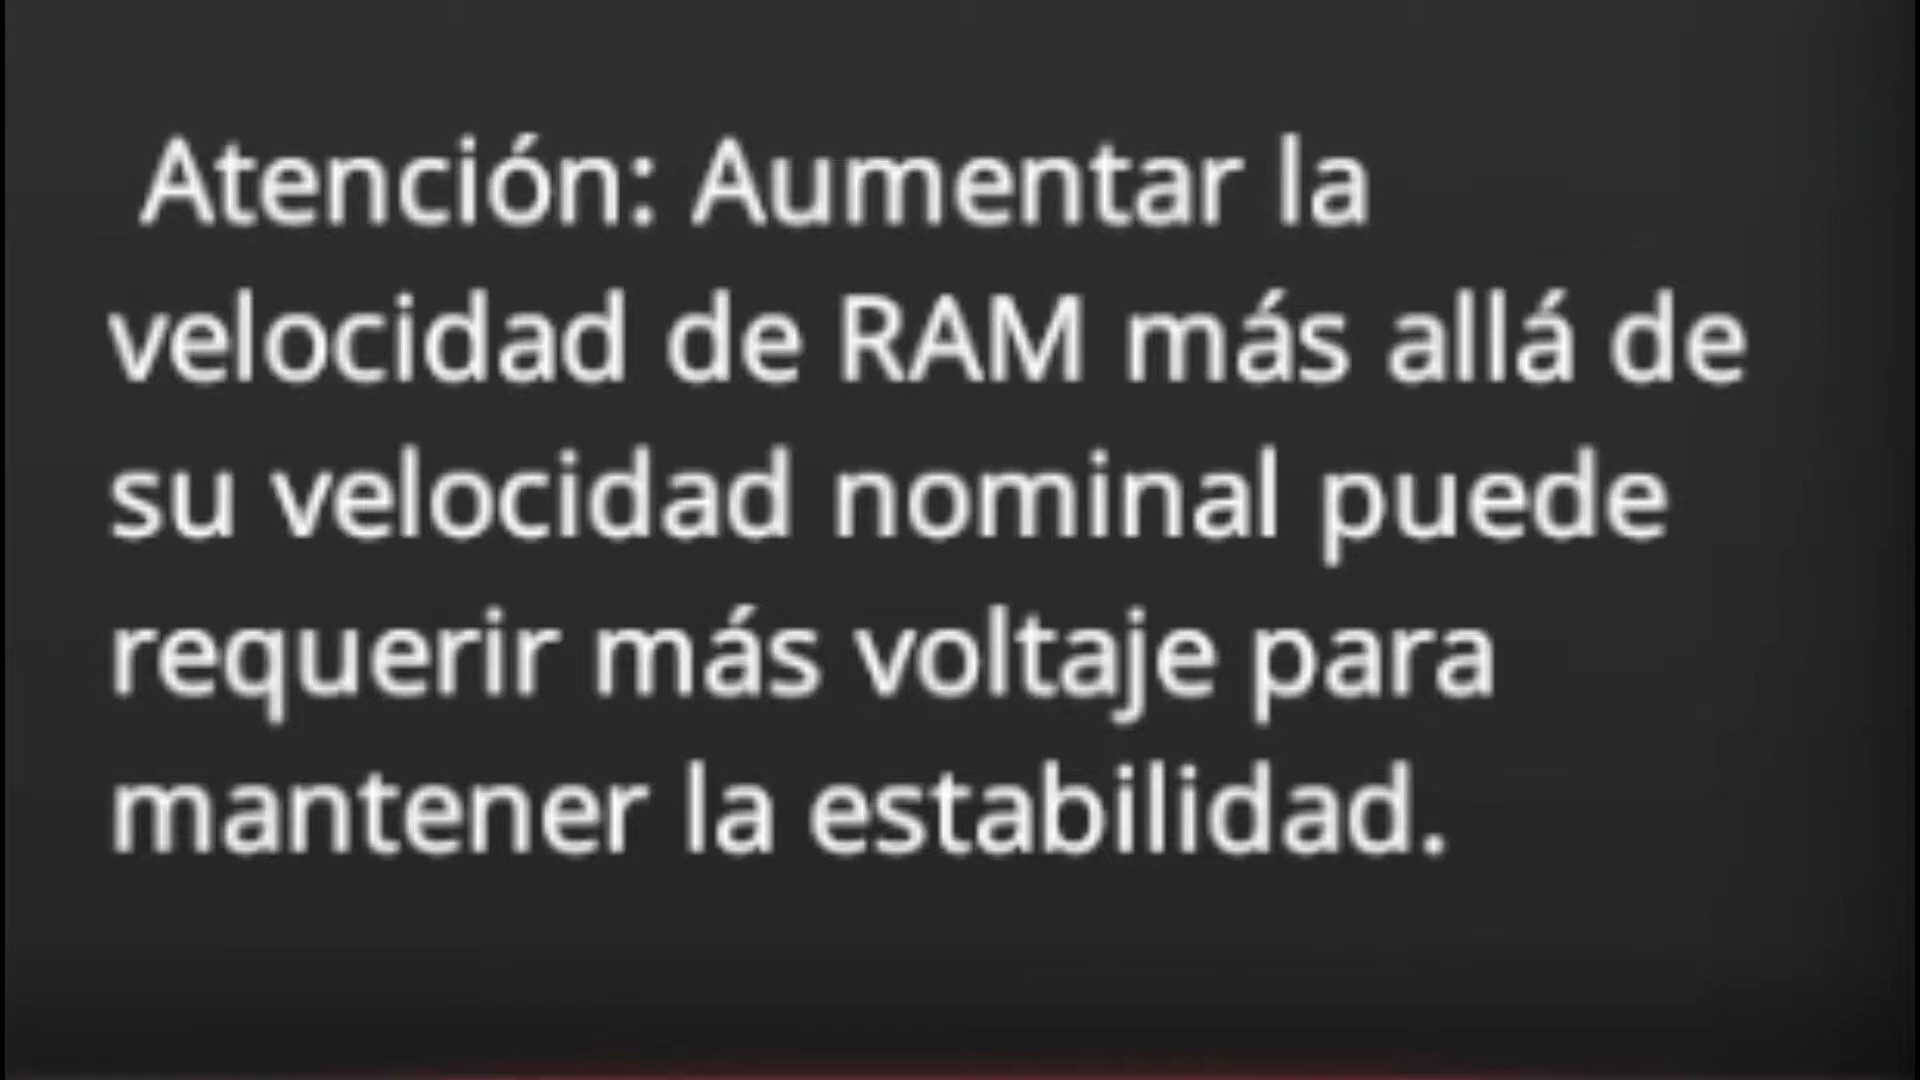 Atención: Aumentar la
velocidad de RAM más allá de
su velocidad nominal puede
requerir más voltaje para
mantener la estabilidad.